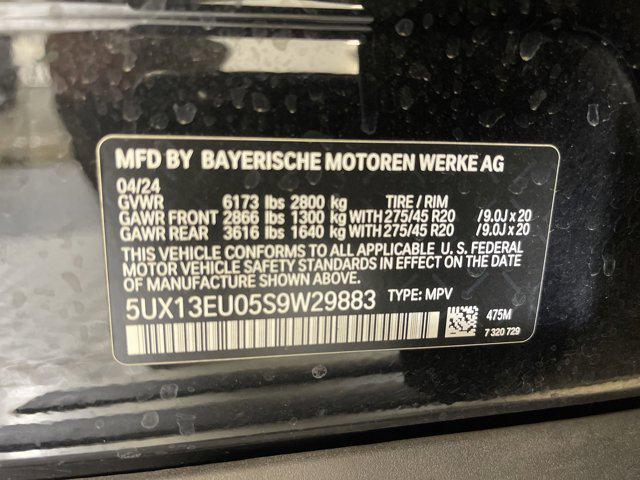 MFD BY BAYERISCHE MOTOREN WERKE AG
04/24
GVWR 6173 lbs 2800 kg TIRE / RIM
GAWR FRONT 2866 lbs 1300 kg WITH 275/45 R20 / 9.0J x 20
GAWR REAR 3616 lbs 1640 kg WITH 275/45 R20 / 9.0J x 20
THIS VEHICLE CONFORMS TO ALL APPLICABLE U. S. FEDERAL
MOTOR VEHICLE SAFETY STANDARDS IN EFFECT ON THE DATE
OF MANUFACTURE SHOWN ABOVE.
5UX13EU05S9W29883 TYPE: MPV
475M
7 320 729